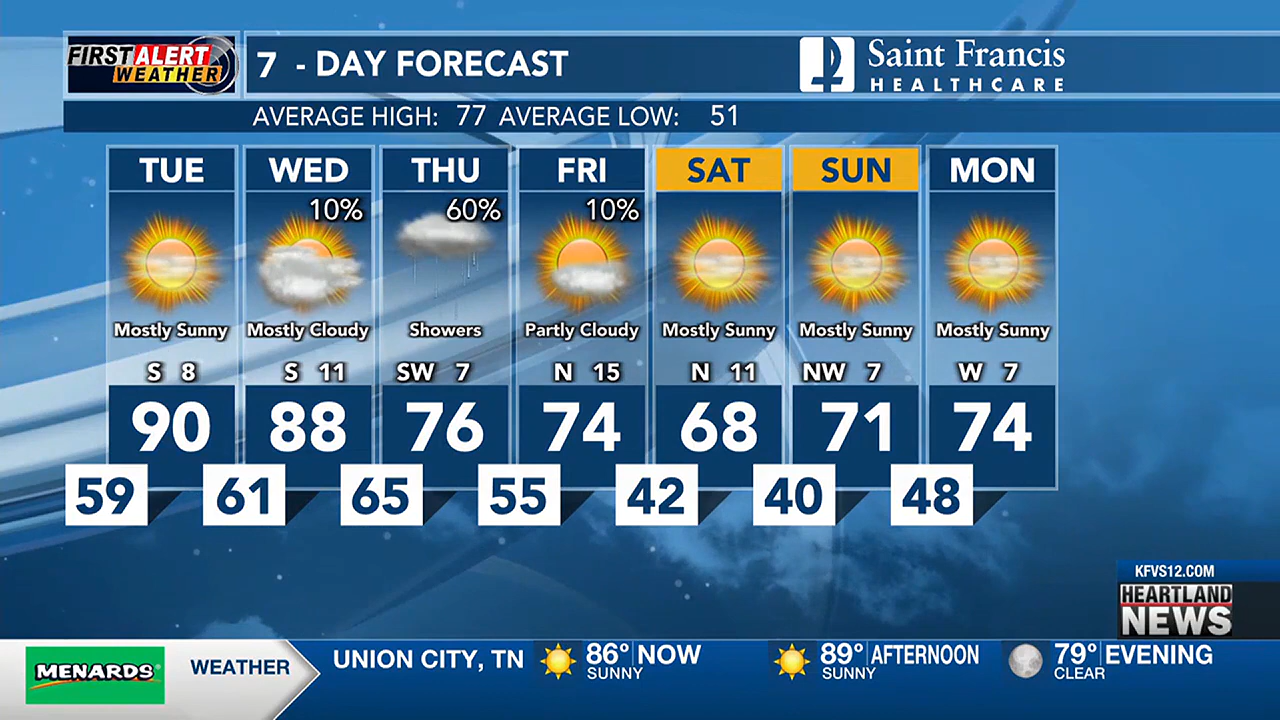 FIRST ALERT
WEATHER
7 - DAY FORECAST
Saint Francis
HEALTHCARE
AVERAGE HIGH: 77 AVERAGE LOW: 51
TUE WED THU FRI SAT SUN MON
10% 60% 10%
Mostly Sunny Mostly Cloudy Showers Partly Cloudy Mostly Sunny Mostly Sunny Mostly Sunny
S 8 S 11 SW 7 N 15 N 11 NW 7 W 7
90 88 76 74 68 71 74
59 61 65 55 42 40 48
KFVS12.COM
HEARTLAND
NEWS
MENARDS
WEATHER
UNION CITY, TN 86° NOW 89° AFTERNOON 79° EVENING
SUNNY SUNNY CLEAR